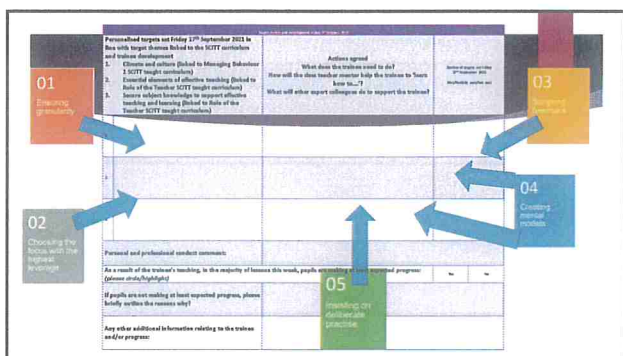 Personalised targets set Friday 17th September 2021 in
line with target themes linked to the SCITT curriculum
and trainee development
1. Climate and culture (linked to Managing Behaviour
1 SCITT taught curriculum)
2. Essential elements of effective teaching (linked to
Role of the Teacher SCITT curriculum)
3. Secure subject knowledge to support effective
teaching and learning (linked to Role of the
Teacher SCITT curriculum)
Actions agreed
What does the trainee need to do?
How will the class teacher mentor help the trainee to 'learn
how to…'?
What will other expert colleagues do to support the trainee?
01
Ensuring
granularity
03
04
Creating
mental
models
02
Choosing the
focus with the
highest
leverage
05
Insisting on
deliberate
practise
Personal and professional conduct comment:
As a result of the trainee's teaching, in the majority of lessons this week, pupils are making at least expected progress:
(please circle/highlight)
Yes
No
If pupils are not making at least expected progress, please
briefly outline the reasons why?
Any other additional information relating to the trainee
and/or progress: